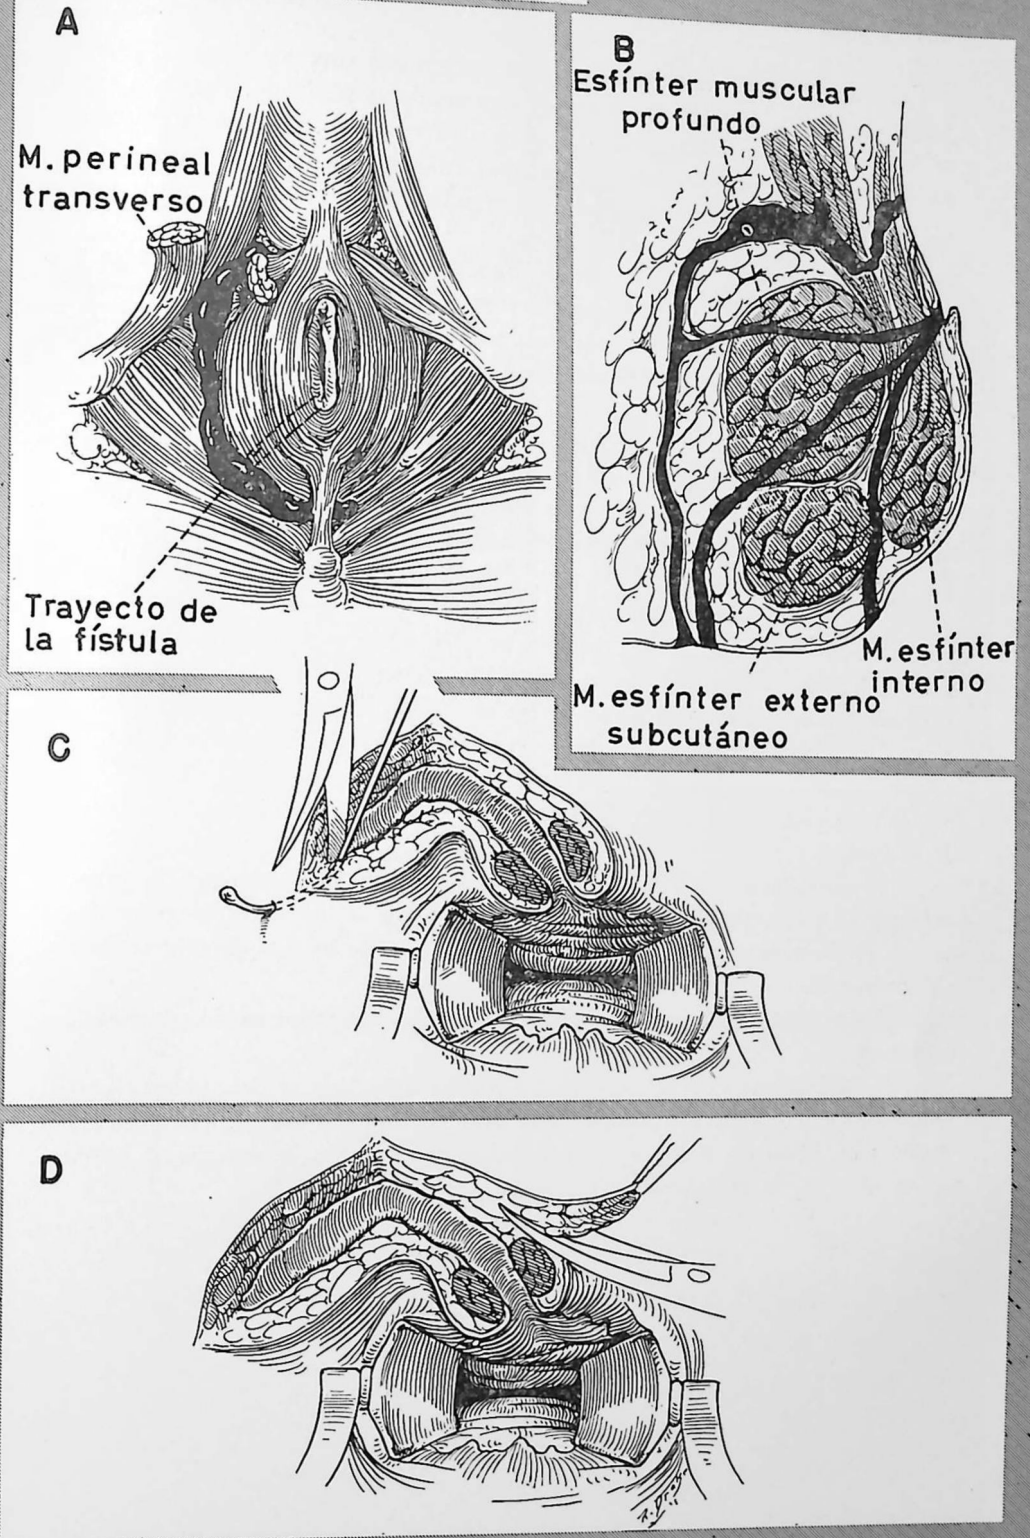 A
M. perineal
transverso
Trayecto de
la fístula
B
Esfínter muscular
profundo
M. esfínter
interno
M. esfínter externo
subcutáneo
C
D